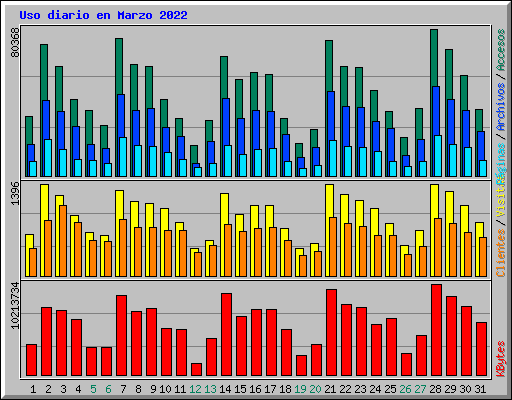 Uso diario en Marzo 2022
80368
1396
10213734
Accesos / Archivos / Páginas
Visitas / Clientes
KBytes
1 2 3 4 5 6 7 8 9 10 11 12 13 14 15 16 17 18 19 20 21 22 23 24 25 26 27 28 29 30 31